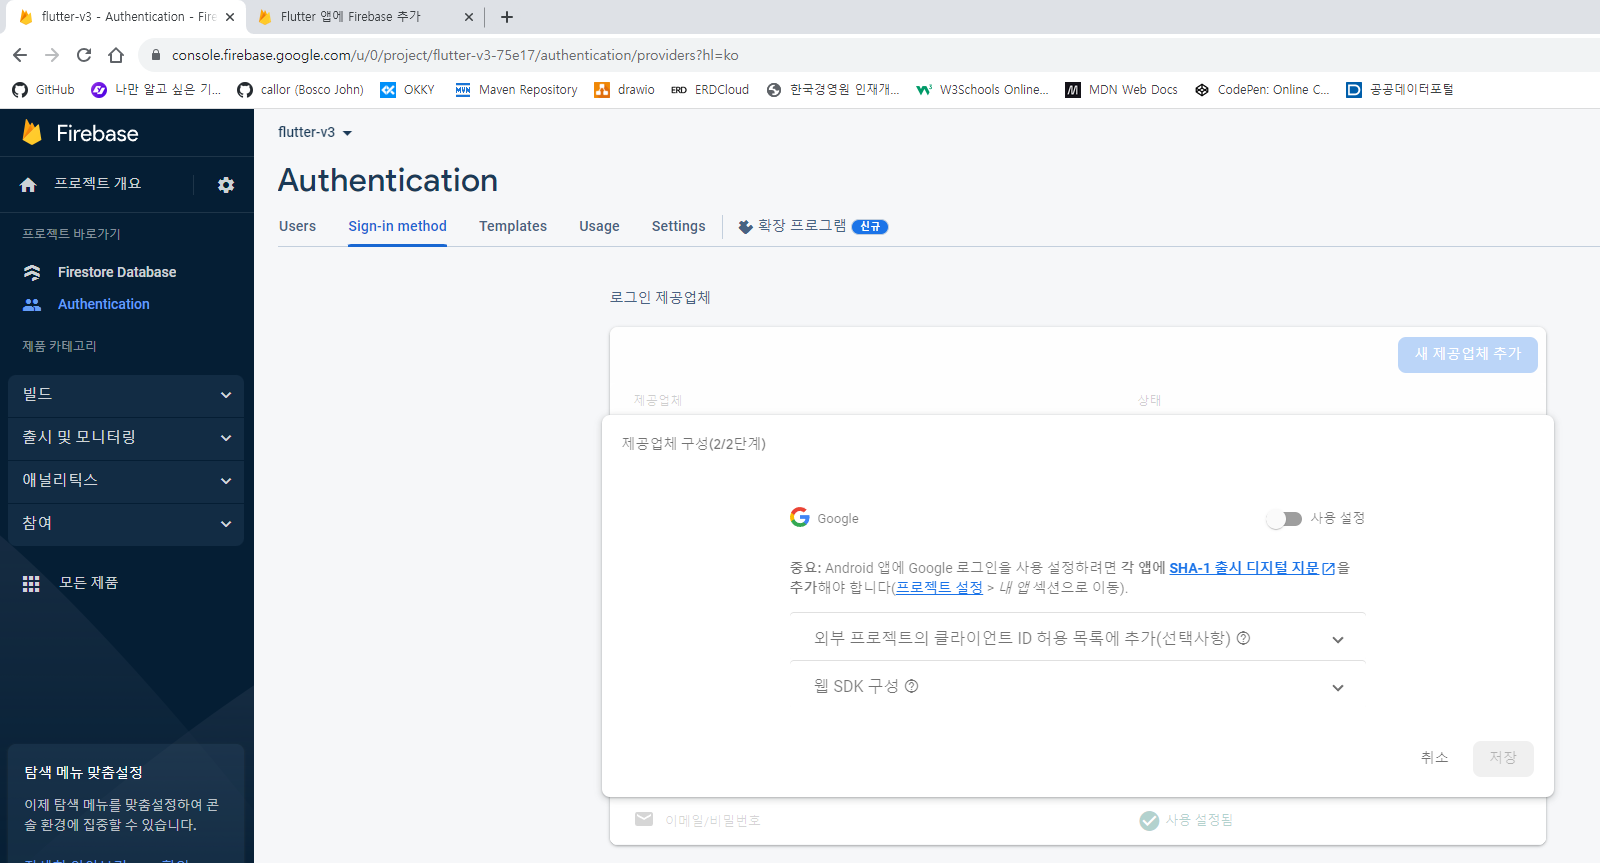 flutter-v3 - Authentication - Fire
Flutter 앱에 Firebase 추가
console.firebase.google.com/u/0/project/flutter-v3-75e17/authentication/providers?hl=ko
GitHub
나만 알고 싶은 기...
callor (Bosco John)
OKKY
MVN
Maven Repository
drawio
ERD
ERDCloud
한국경영원 인재개...
W3Schools Online...
MDN Web Docs
CodePen: Online C...
공공데이터포털
Firebase
프로젝트 개요
프로젝트 바로가기
Firestore Database
Authentication
제품 카테고리
빌드
출시 및 모니터링
애널리틱스
참여
모든 제품
탐색 메뉴 맞춤설정
이제 탐색 메뉴를 맞춤설정하여 콘
솔 환경에 집중할 수 있습니다.
flutter-v3
Authentication
Users
Sign-in method
Templates
Usage
Settings
확장 프로그램
신규
로그인 제공업체
새 제공업체 추가
제공업체
상태
제공업체 구성(2/2단계)
Google
사용 설정
중요: Android 앱에 Google 로그인을 사용 설정하려면 각 앱에 SHA-1 출시 디지털 지문을
추가해야 합니다(프로젝트 설정 > 내 앱 섹션으로 이동).
외부 프로젝트의 클라이언트 ID 허용 목록에 추가(선택사항)
웹 SDK 구성
취소
저장
이메일/비밀번호
사용 설정됨